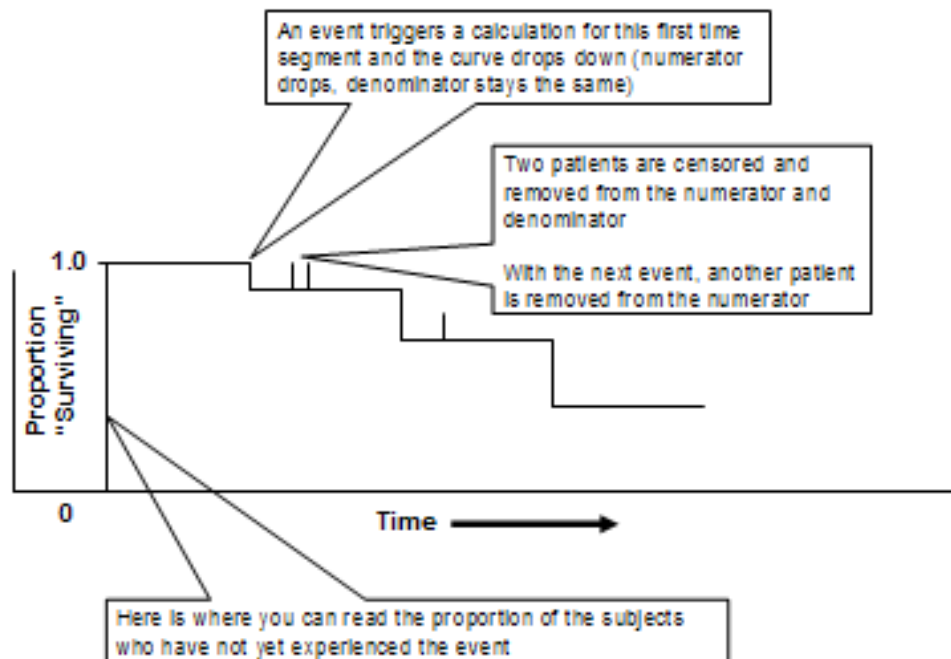 An event triggers a calculation for this first time
segment and the curve drops down (numerator
drops, denominator stays the same)
Two patients are censored and
removed from the numerator and
denominator
With the next event, another patient
is removed from the numerator
1.0
Proportion
"Surviving"
0
Time
Here is where you can read the proportion of the subjects
who have not yet experienced the event